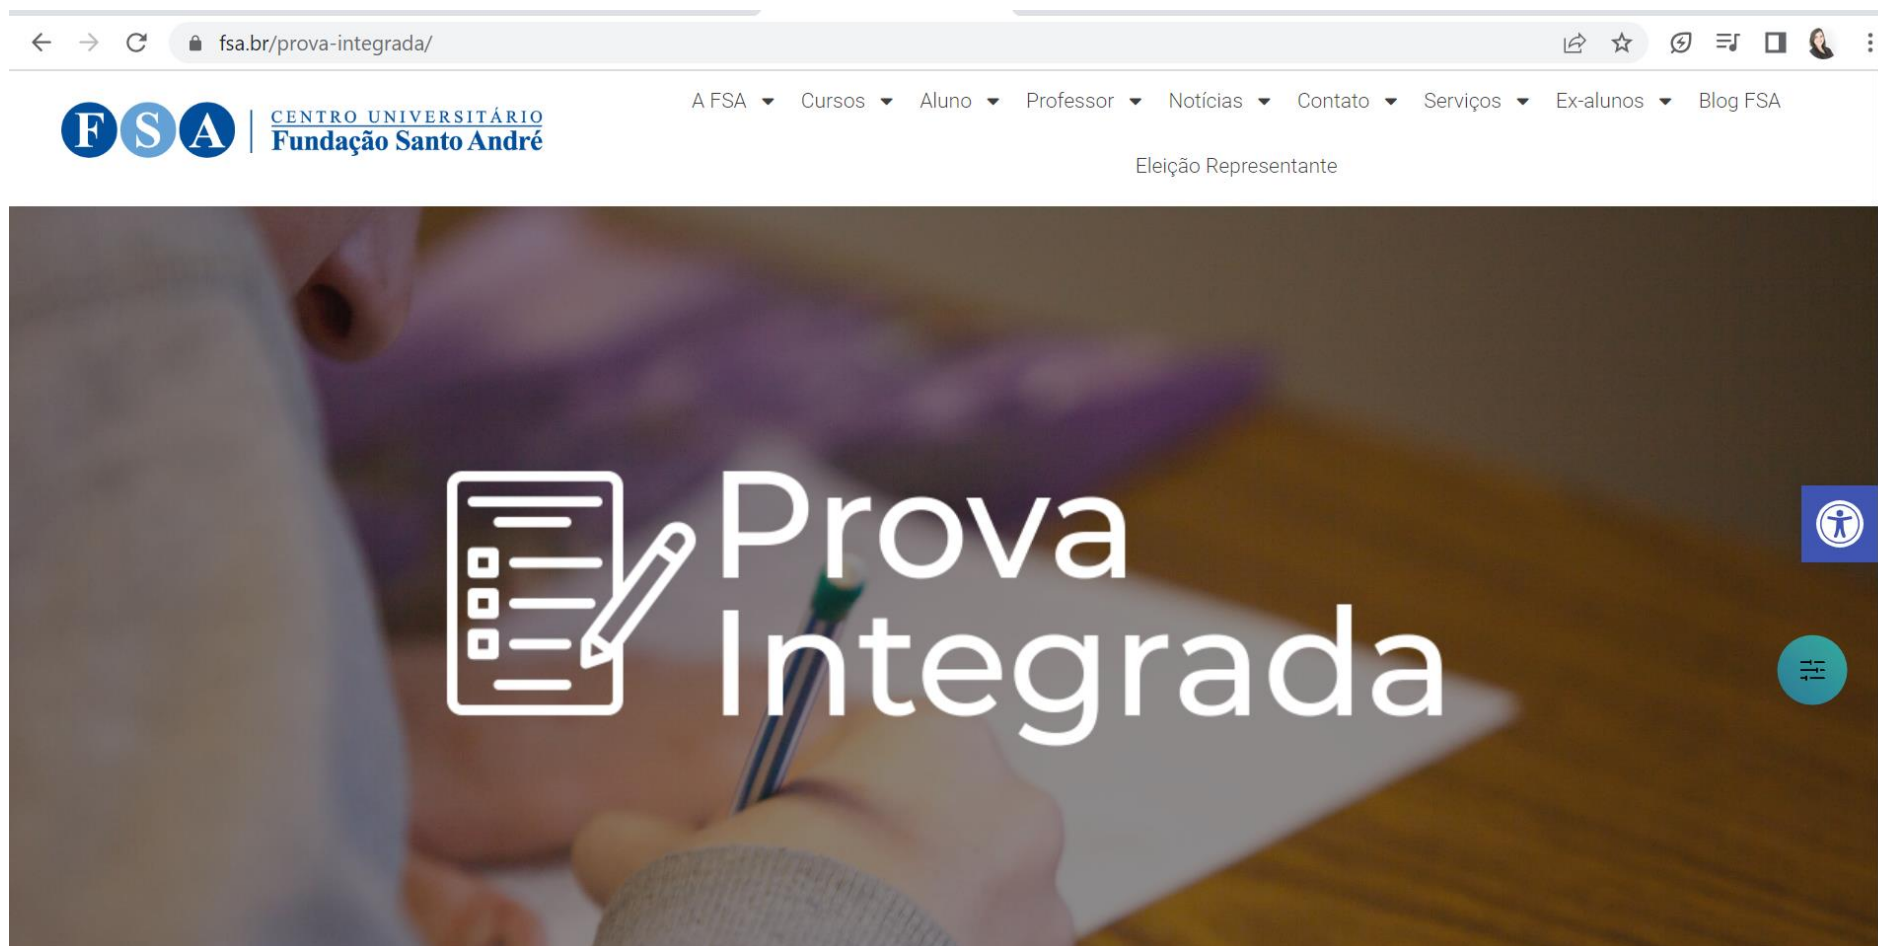 fsa.br/prova-integrada/
FSA
CENTRO UNIVERSITÁRIO
Fundação Santo André
A FSA Cursos Aluno Professor Notícias Contato Serviços Ex-alunos Blog FSA
Eleição Representante
Prova
Integrada